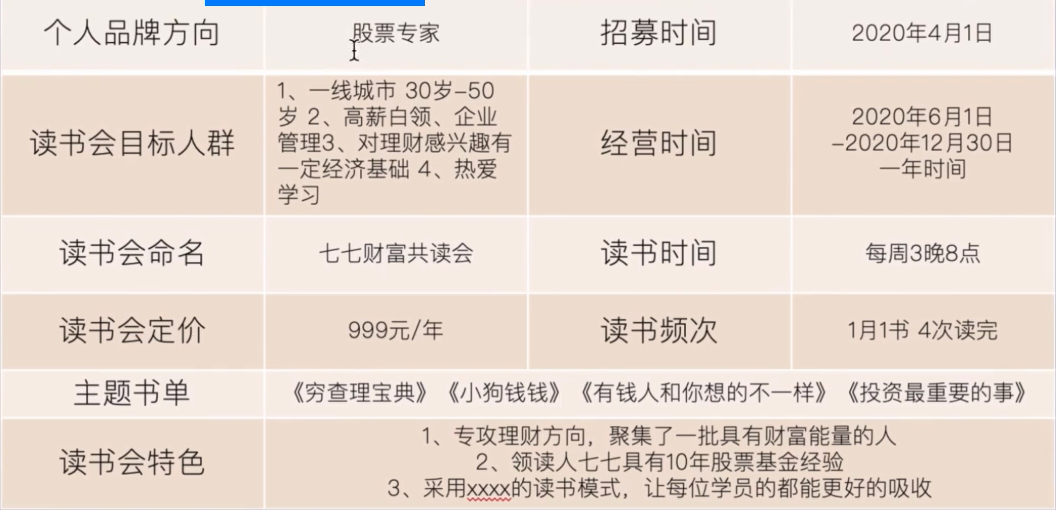 个人品牌方向
股票专家
招募时间
2020年4月1日
读书会目标人群
1、一线城市 30岁-50
岁 2、高薪白领、企业
管理3、对理财感兴趣有
一定经济基础 4、热爱
学习
经营时间
2020年6月1日
-2020年12月30日
一年时间
读书会命名
七七财富共读会
读书时间
每周3晚8点
读书会定价
999元/年
读书频次
1月1书 4次读完
主题书单
《穷查理宝典》《小狗钱钱》《有钱人和你想的不一样》《投资最重要的事》
读书会特色
1、专攻理财方向，聚集了一批具有财富能量的人
2、领读人七七具有10年股票基金经验
3、采用xxxx的读书模式，让每位学员的都能更好的吸收